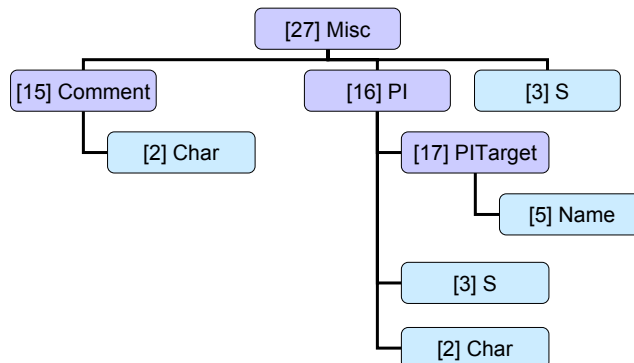 [27] Misc
[15] Comment
[16] PI
[3] S
[2] Char
[17] PITarget
[5] Name
[3] S
[2] Char